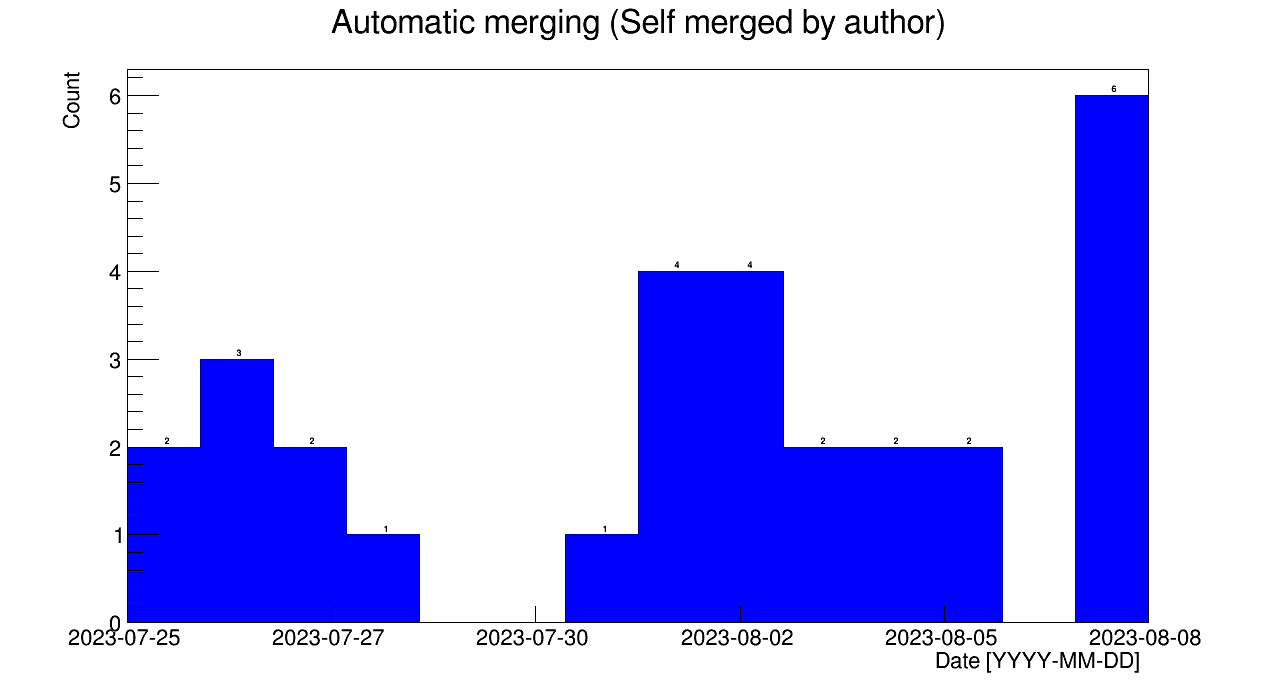 Automatic merging (Self merged by author)
Count
6
5
4
3
2
1
0
2 3 2 1 1 4 4 2 2 2 6
2023-07-25 2023-07-27 2023-07-30 2023-08-02 2023-08-05 2023-08-08
Date [YYYY-MM-DD]